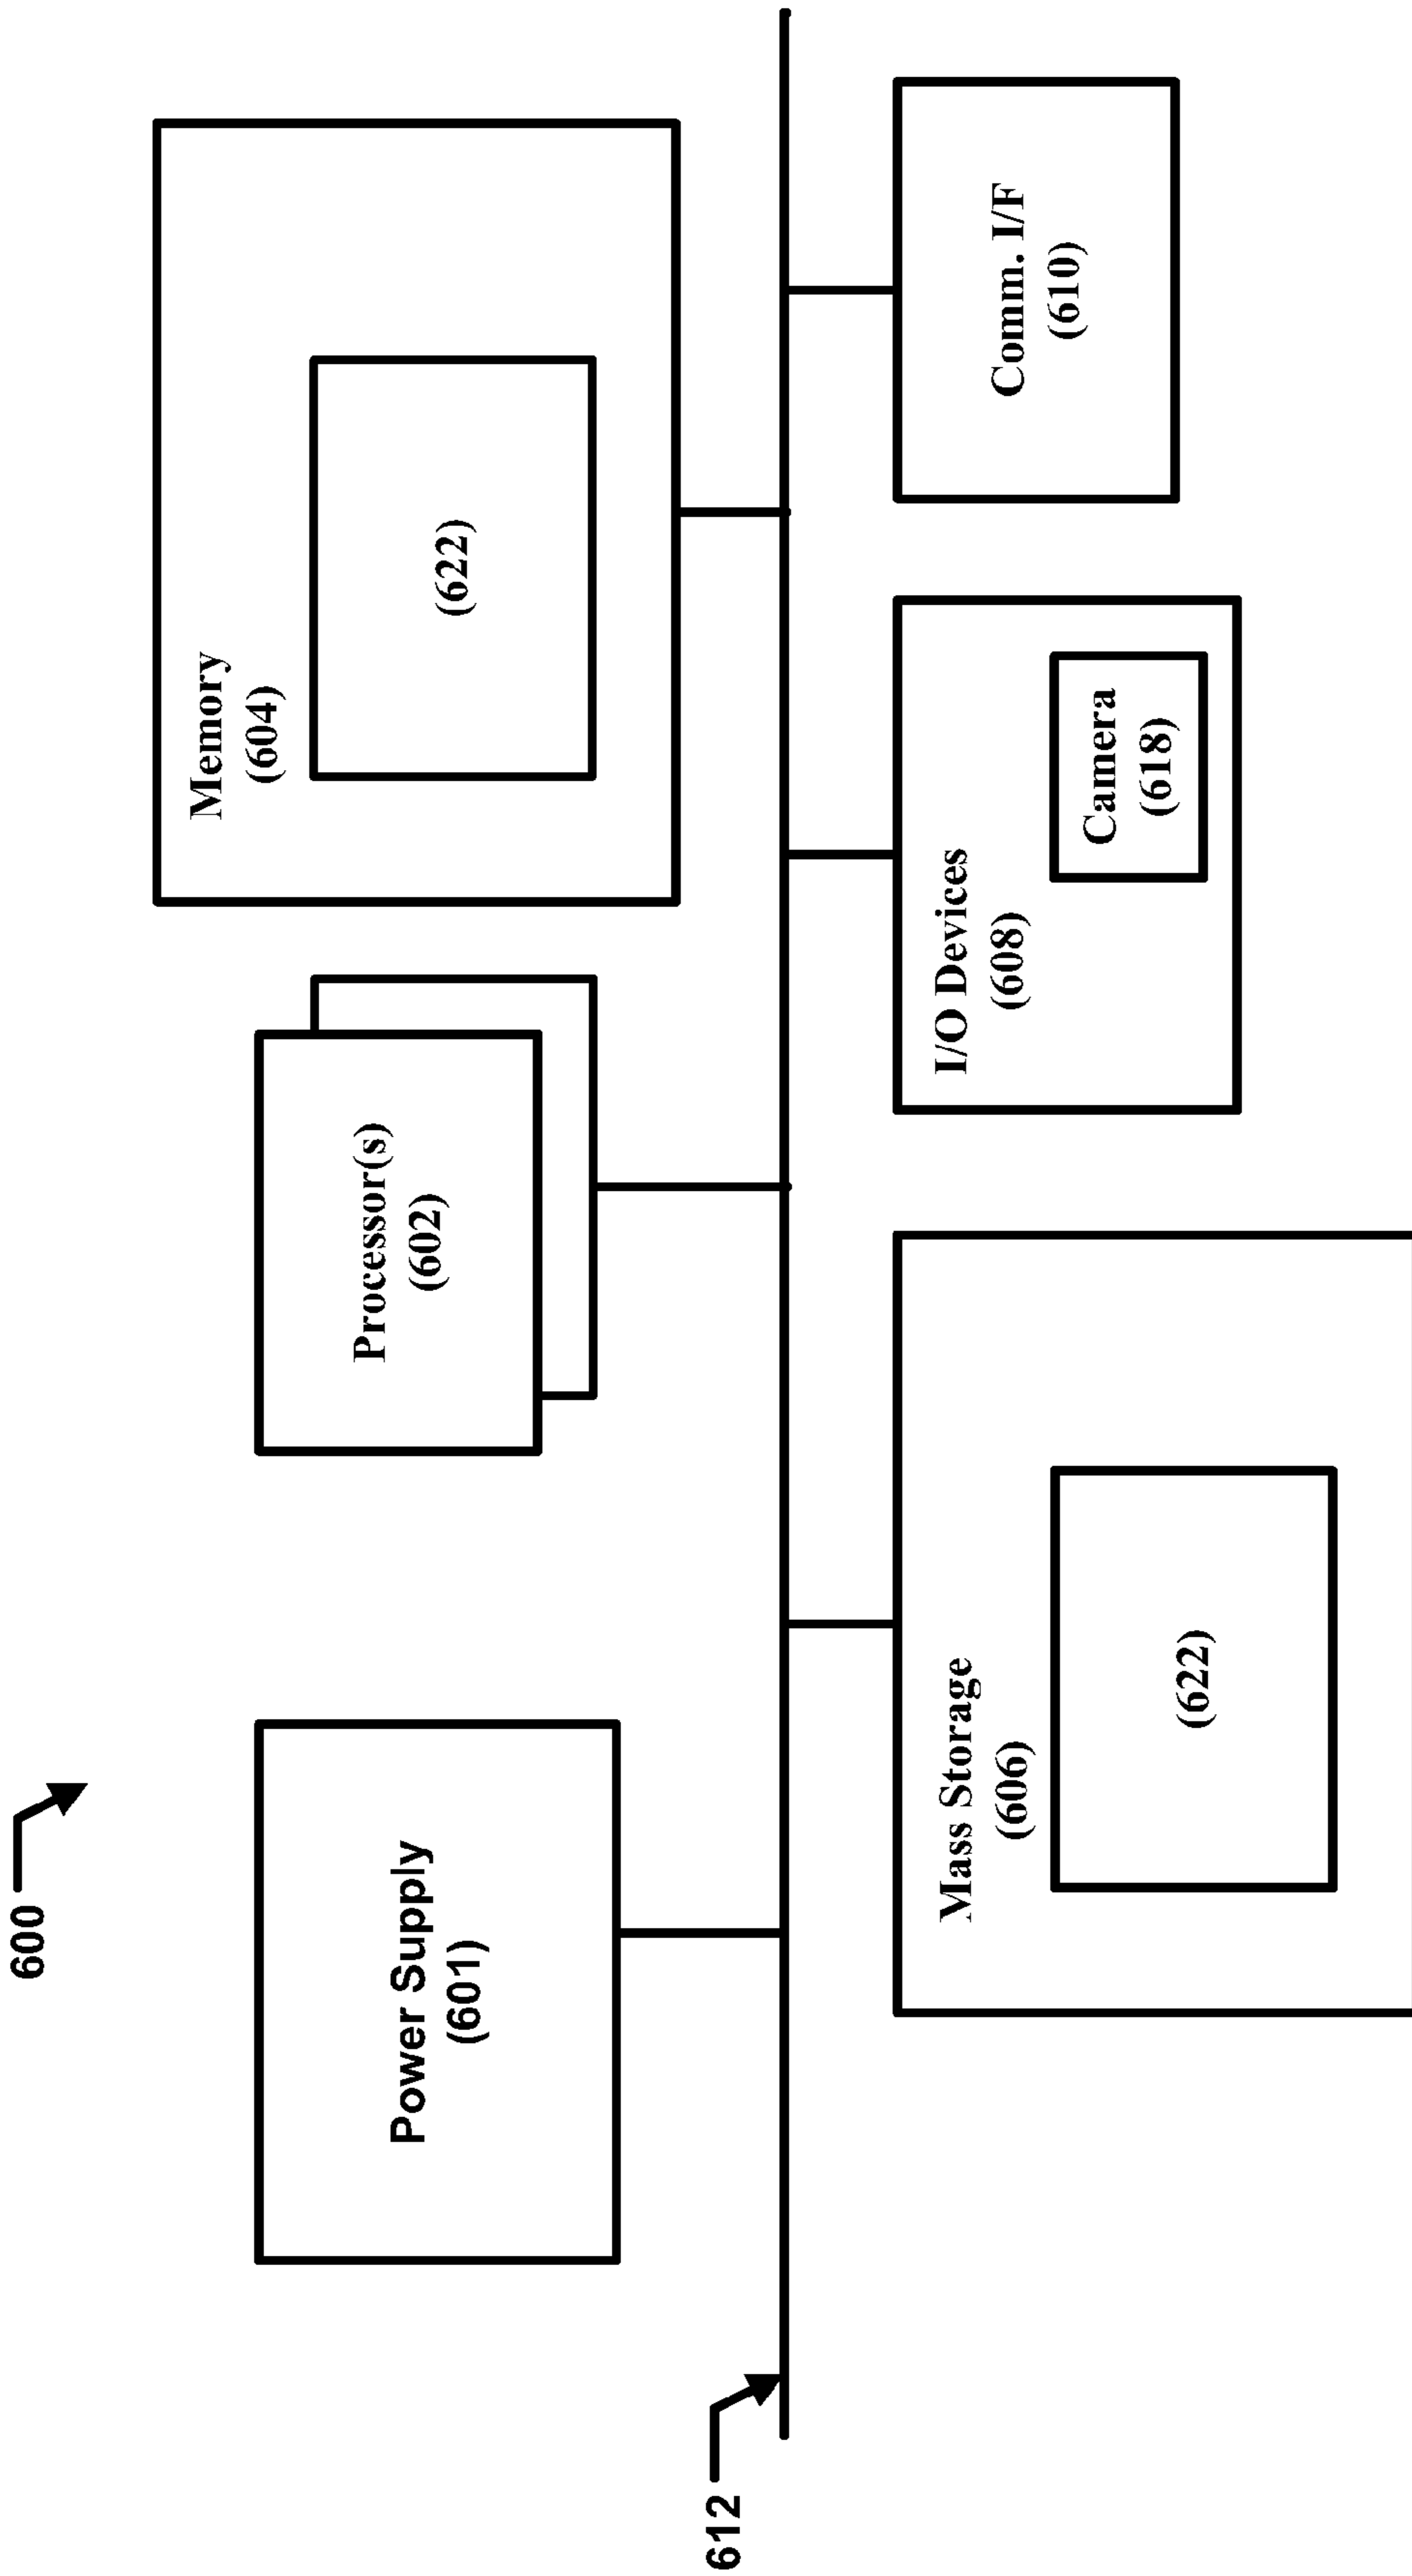 600
Power Supply
(601)
Processor(s)
(602)
Memory
(604)
(622)
612
Mass Storage
(606)
(622)
I/O Devices
(608)
Camera
(618)
Comm. I/F
(610)